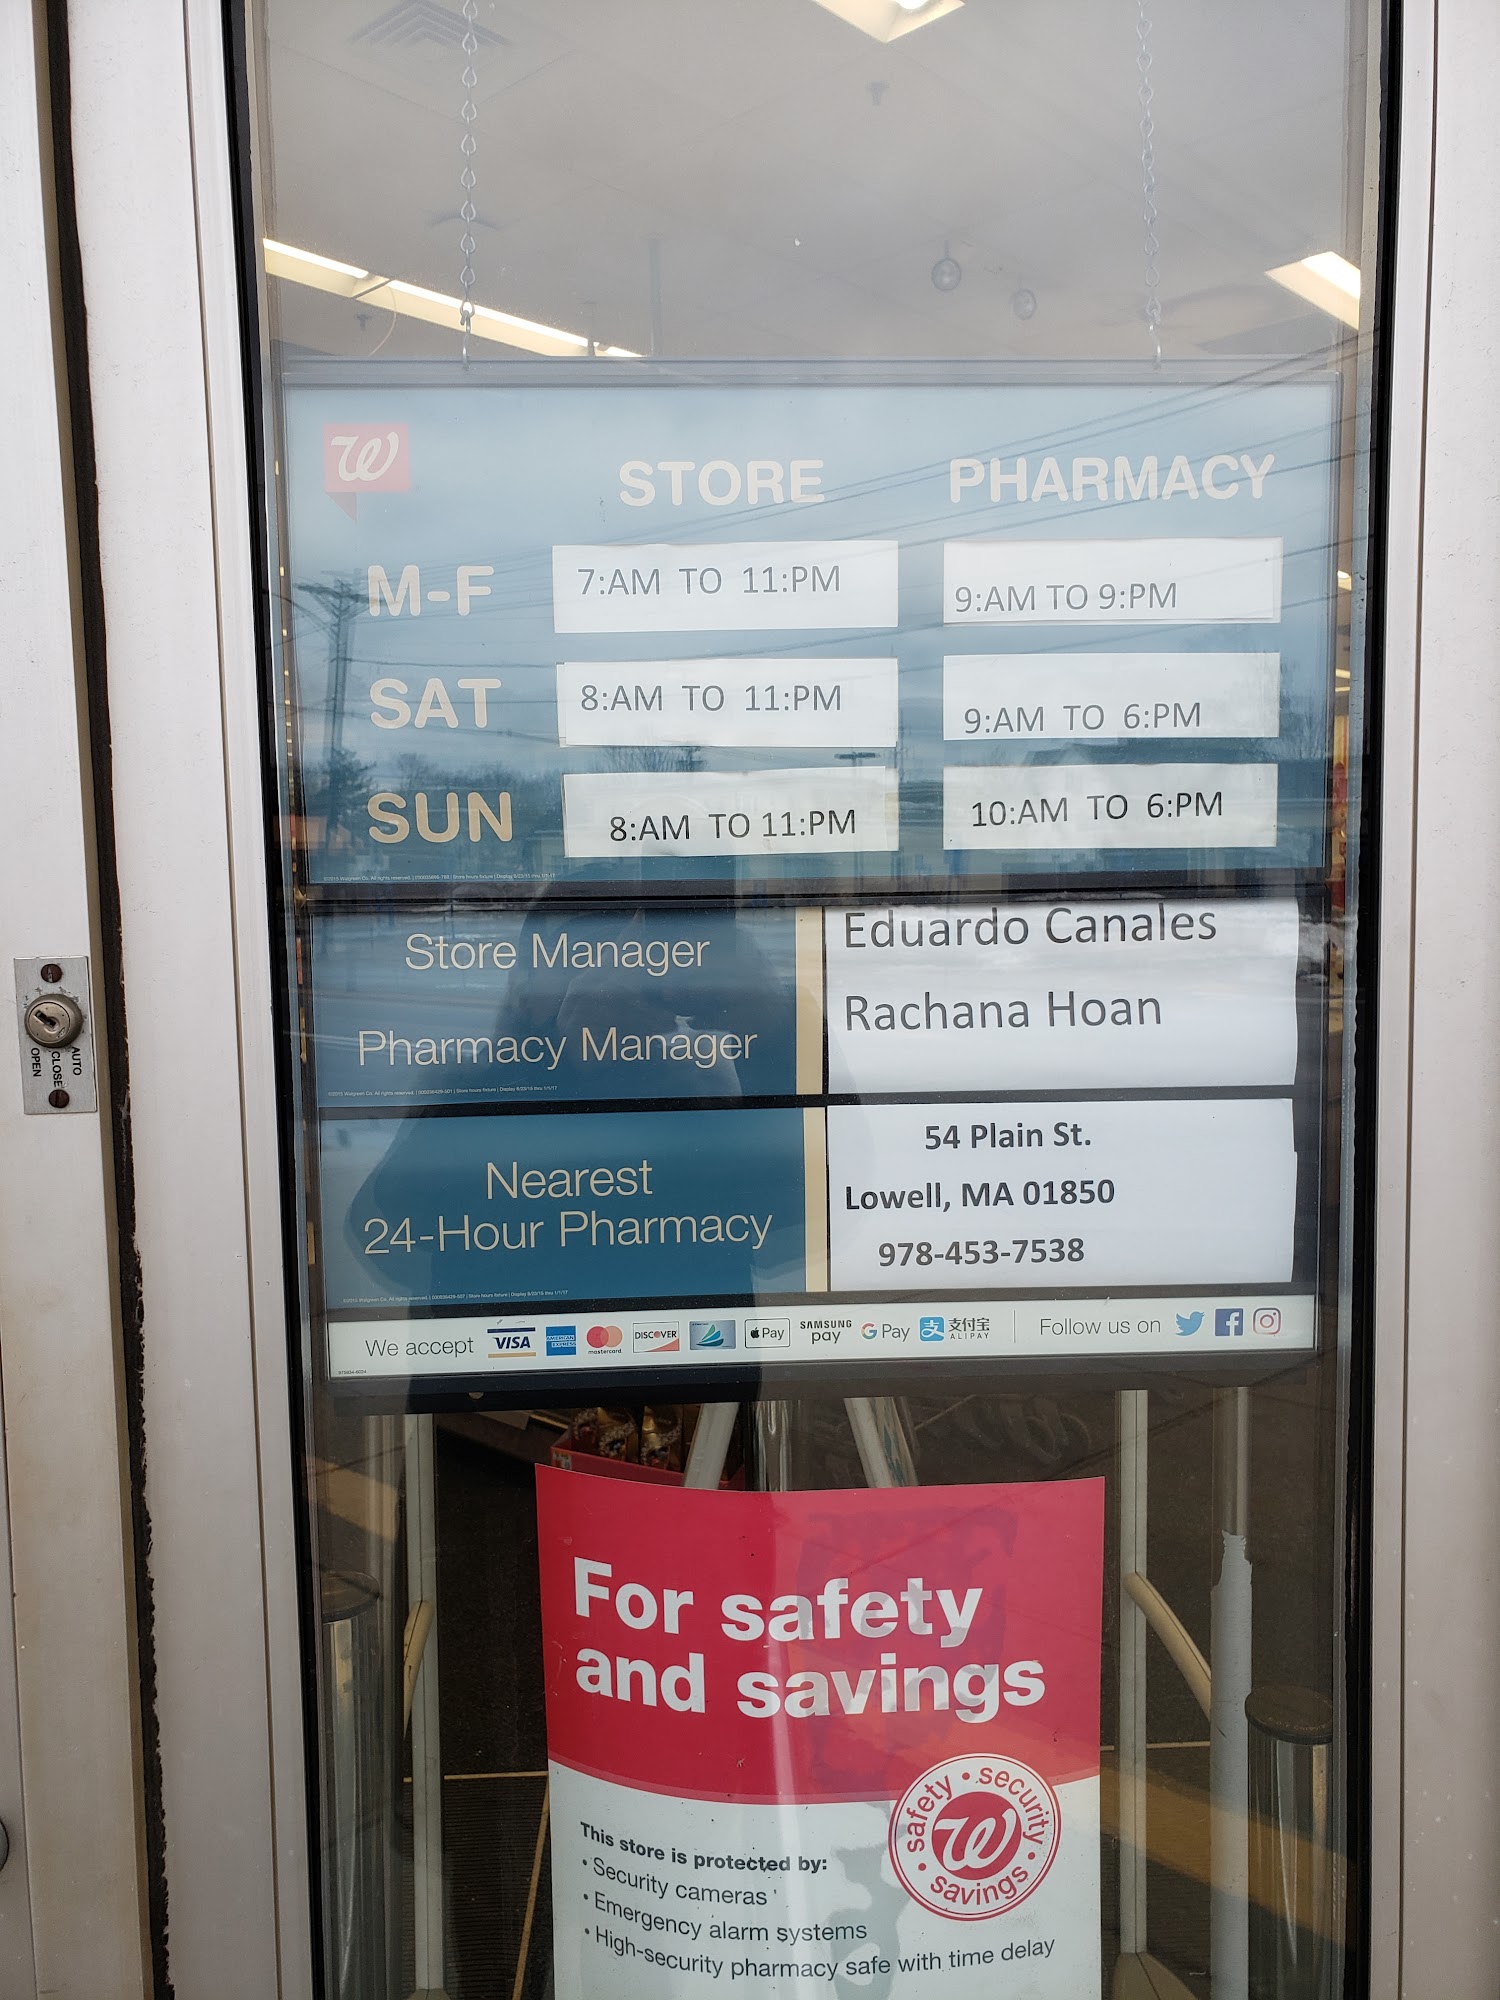 W
STORE PHARMACY
M-F 7:AM TO 11:PM 9:AM TO 9:PM
SAT 8:AM TO 11:PM 9:AM TO 6:PM
SUN 8:AM TO 11:PM 10:AM TO 6:PM
Store Manager Eduardo Canales
Pharmacy Manager Rachana Hoan
Nearest
24-Hour Pharmacy
54 Plain St.
Lowell, MA 01850
978-453-7538
We accept VISA AMERICAN EXPRESS mastercard DISCOVER Pay SAMSUNG pay G Pay 支 支付宝 ALIPAY Follow us on
AUTO
CLOSE
OPEN
For safety
and savings
safety • security • savings •
W
This store is protected by:
• Security cameras
• Emergency alarm systems
• High-security pharmacy safe with time delay